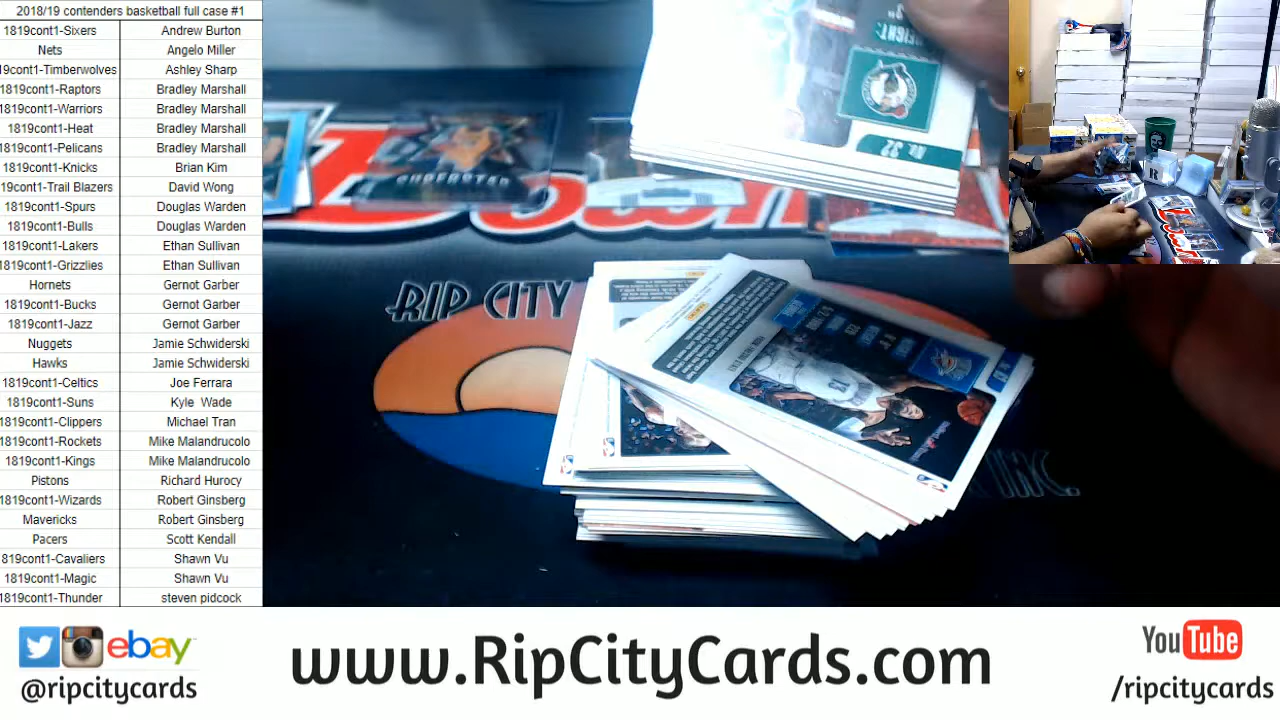 2018/19 contenders basketball full case #1
1819cont1-Sixers Andrew Burton
Nets Angelo Miller
19cont1-Timberwolves Ashley Sharp
1819cont1-Raptors Bradley Marshall
1819cont1-Warriors Bradley Marshall
1819cont1-Heat Bradley Marshall
1819cont1-Pelicans Bradley Marshall
1819cont1-Knicks Brian Kim
19cont1-Trail Blazers David Wong
1819cont1-Spurs Douglas Warden
1819cont1-Bulls Douglas Warden
1819cont1-Lakers Ethan Sullivan
1819cont1-Grizzlies Ethan Sullivan
Hornets Gernot Garber
1819cont1-Bucks Gernot Garber
1819cont1-Jazz Gernot Garber
Nuggets Jamie Schwiderski
Hawks Jamie Schwiderski
1819cont1-Celtics Joe Ferrara
1819cont1-Suns Kyle Wade
1819cont1-Clippers Michael Tran
1819cont1-Rockets Mike Malandrucolo
1819cont1-Kings Mike Malandrucolo
Pistons Richard Hurocy
1819cont1-Wizards Robert Ginsberg
Mavericks Robert Ginsberg
Pacers Scott Kendall
819cont1-Cavaliers Shawn Vu
1819cont1-Magic Shawn Vu
1819cont1-Thunder steven pidcock
No. 32
RIP CITY
INC.
ebay
@ripcitycards
www.RipCityCards.com
YouTube
/ripcitycards